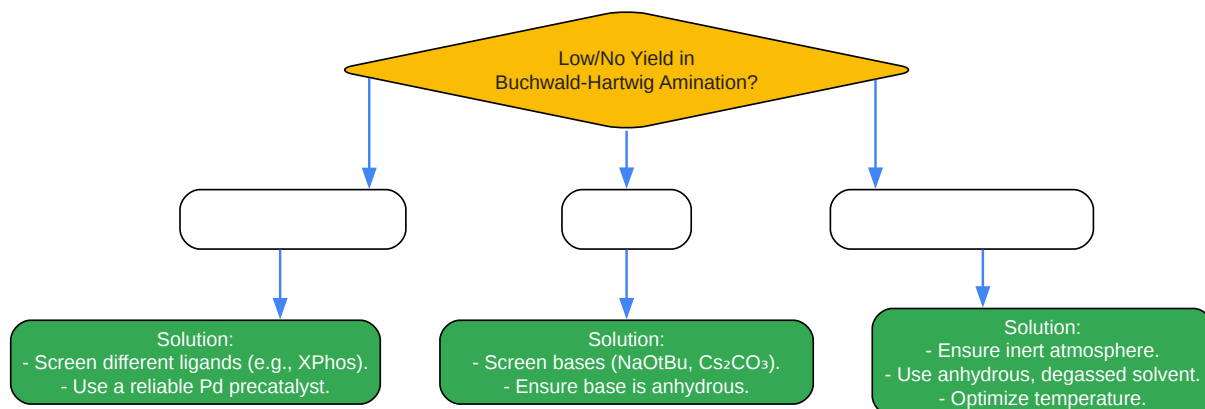 Low/No Yield in
Buchwald-Hartwig Amination?
Solution:
- Screen different ligands (e.g., XPhos).
- Use a reliable Pd precatalyst.
Solution:
- Screen bases (NaOtBu, Cs₂CO₃).
- Ensure base is anhydrous.
Solution:
- Ensure inert atmosphere.
- Use anhydrous, degassed solvent.
- Optimize temperature.